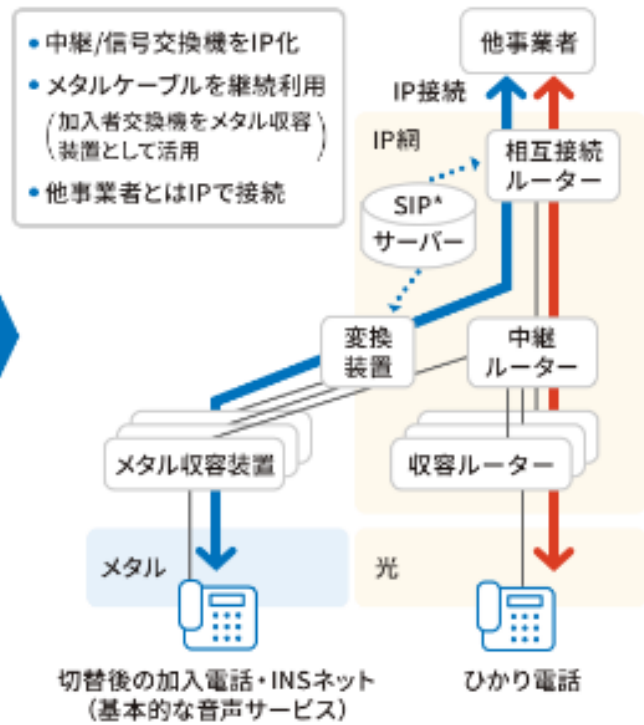 • 中継/信号交換機をIP化
• メタルケーブルを継続利用
(加入者交換機をメタル収容
装置として活用)
• 他事業者とはIPで接続
他事業者
IP接続
IP網
相互接続
ルーター
SIP*
サーバー
変換
装置
中継
ルーター
メタル収容装置
収容ルーター
メタル
光
切替後の加入電話・INSネット
(基本的な音声サービス)
ひかり電話